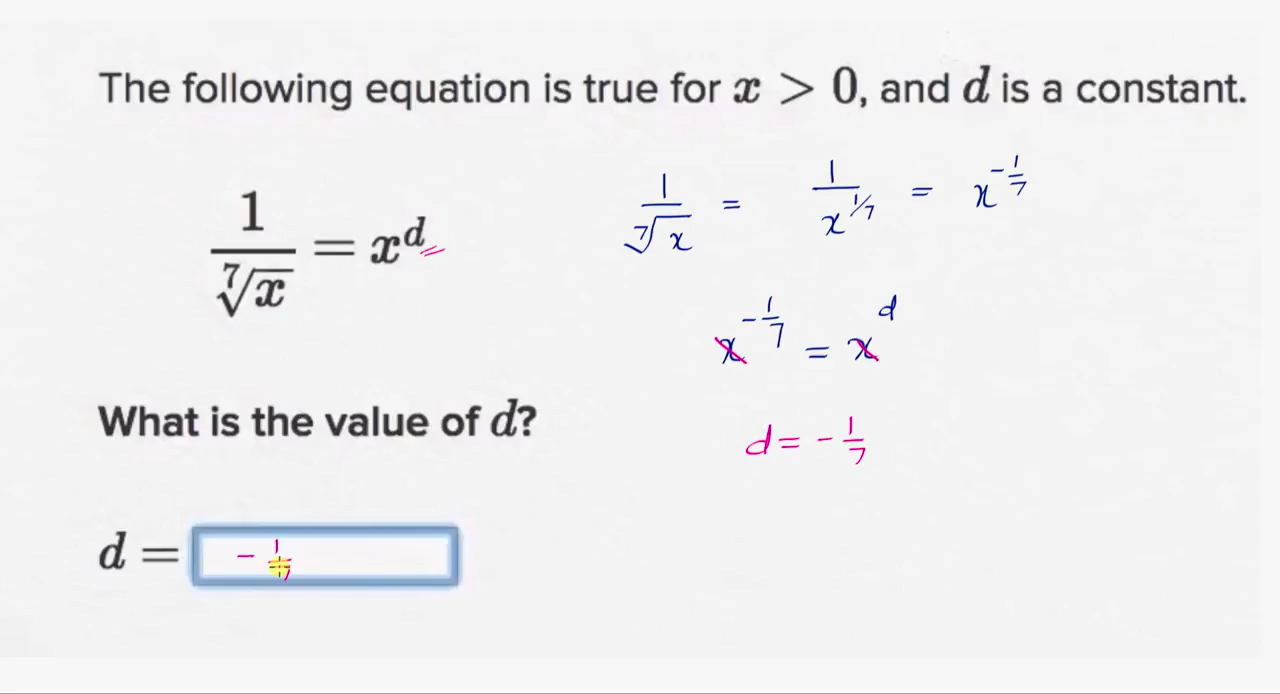 The following equation is true for x > 0, and d is a constant.
1/⁷√x = x^d
1/⁷√x = 1/x^1/7 = x^-1/7
x^-1/7 = x^d
What is the value of d?
d = -1/7
d = -1/7